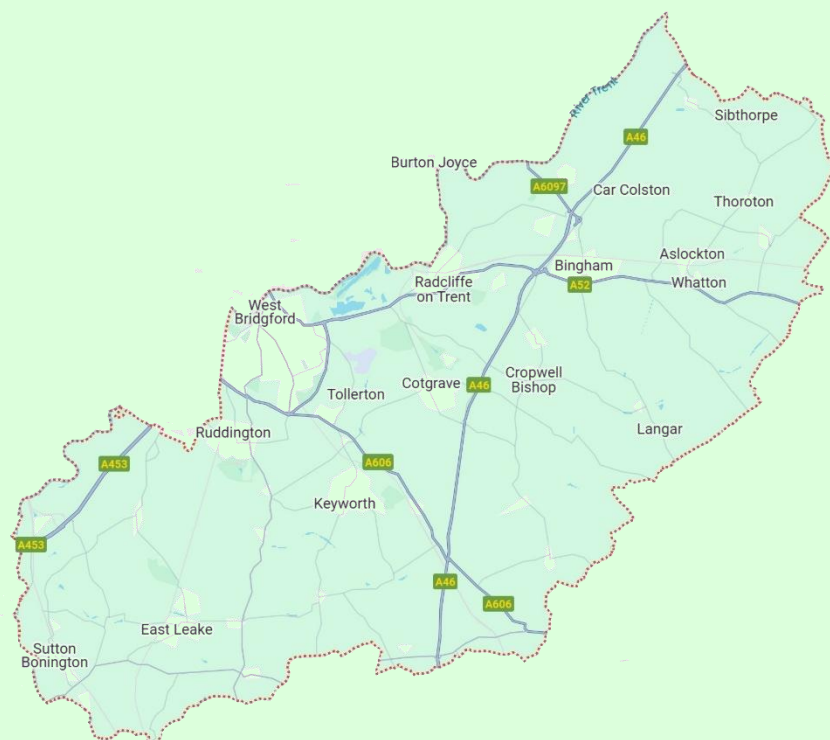 River Trent
Sibthorpe
A46
Burton Joyce
A6097
Car Colston
Thoroton
Aslockton
Bingham
Radcliffe
on Trent
A52
Whatton
West
Bridgford
Cropwell
Bishop
Cotgrave
A46
Tollerton
Langar
Ruddington
A453
A606
Keyworth
A453
A46
A606
East Leake
Sutton
Bonington